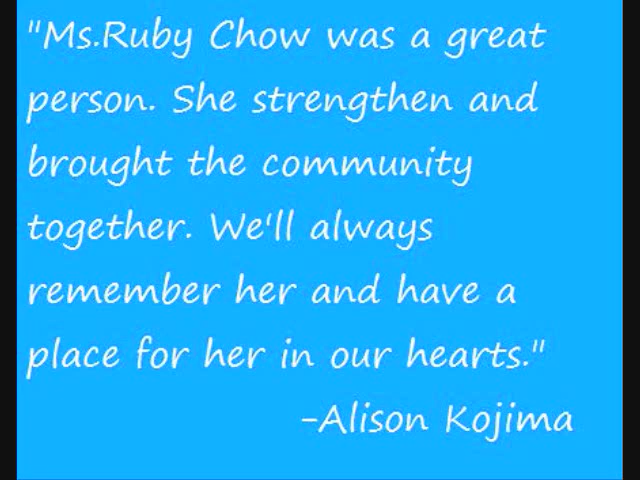 "Ms.Ruby Chow was a great
person. She strengthen and
brought the community
together. We'll always
remember her and have a
place for her in our hearts."
-Alison Kojima